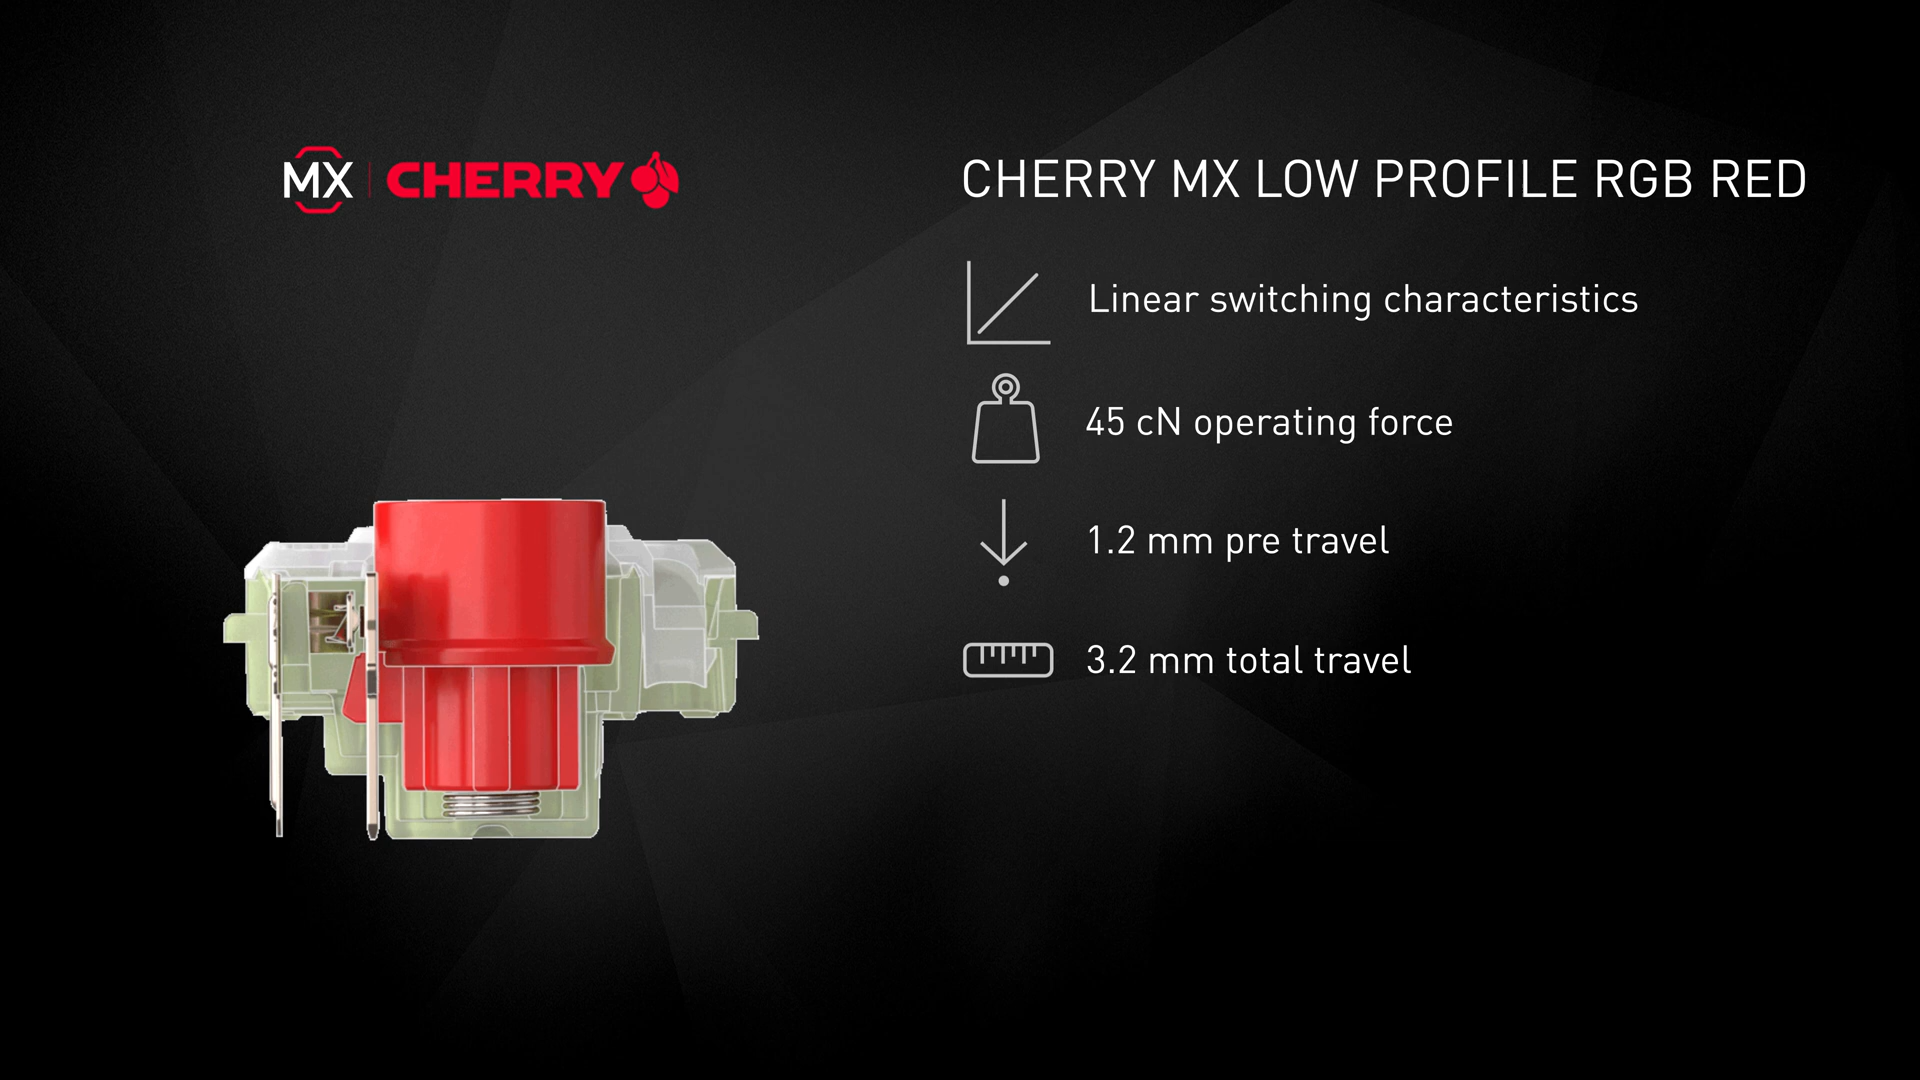 MX CHERRY
CHERRY MX LOW PROFILE RGB RED
Linear switching characteristics
45 cN operating force
1.2 mm pre travel
3.2 mm total travel